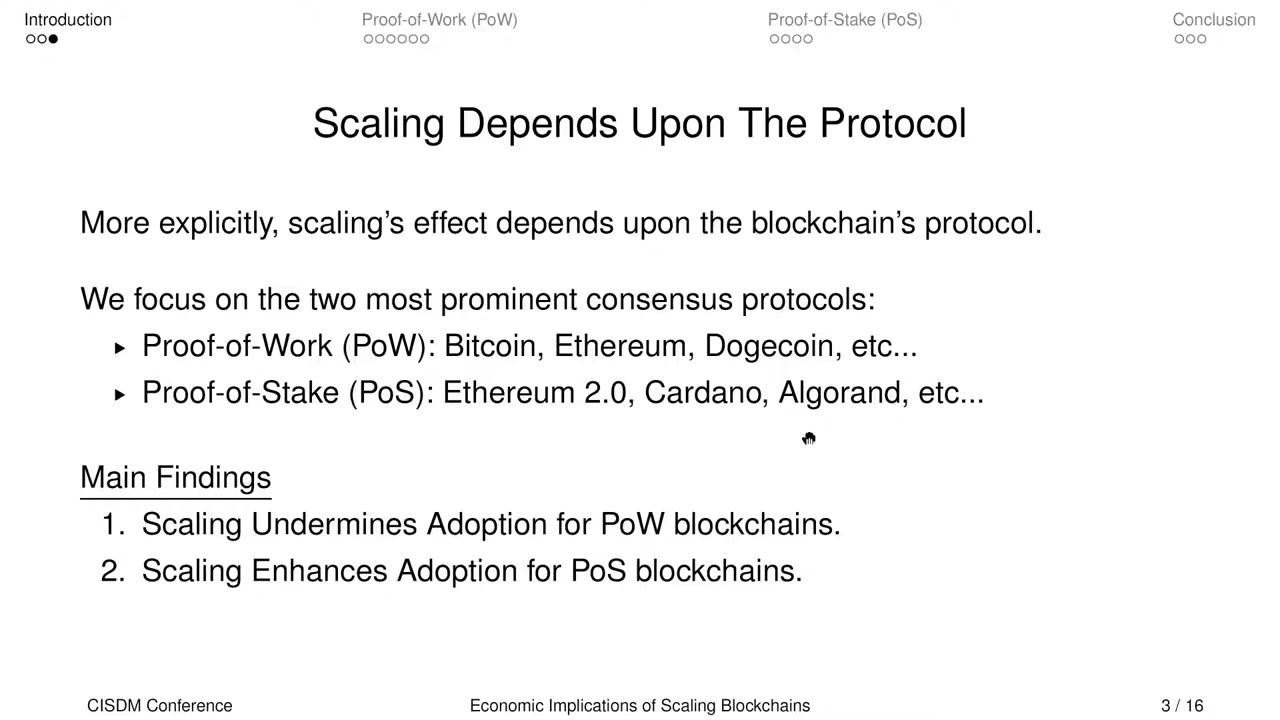 Introduction
Proof-of-Work (PoW)
Proof-of-Stake (PoS)
Conclusion
Scaling Depends Upon The Protocol
More explicitly, scaling's effect depends upon the blockchain's protocol.
We focus on the two most prominent consensus protocols:
Proof-of-Work (PoW): Bitcoin, Ethereum, Dogecoin, etc...
Proof-of-Stake (PoS): Ethereum 2.0, Cardano, Algorand, etc...
Main Findings
1. Scaling Undermines Adoption for PoW blockchains.
2. Scaling Enhances Adoption for PoS blockchains.
CISDM Conference
Economic Implications of Scaling Blockchains
3 / 16